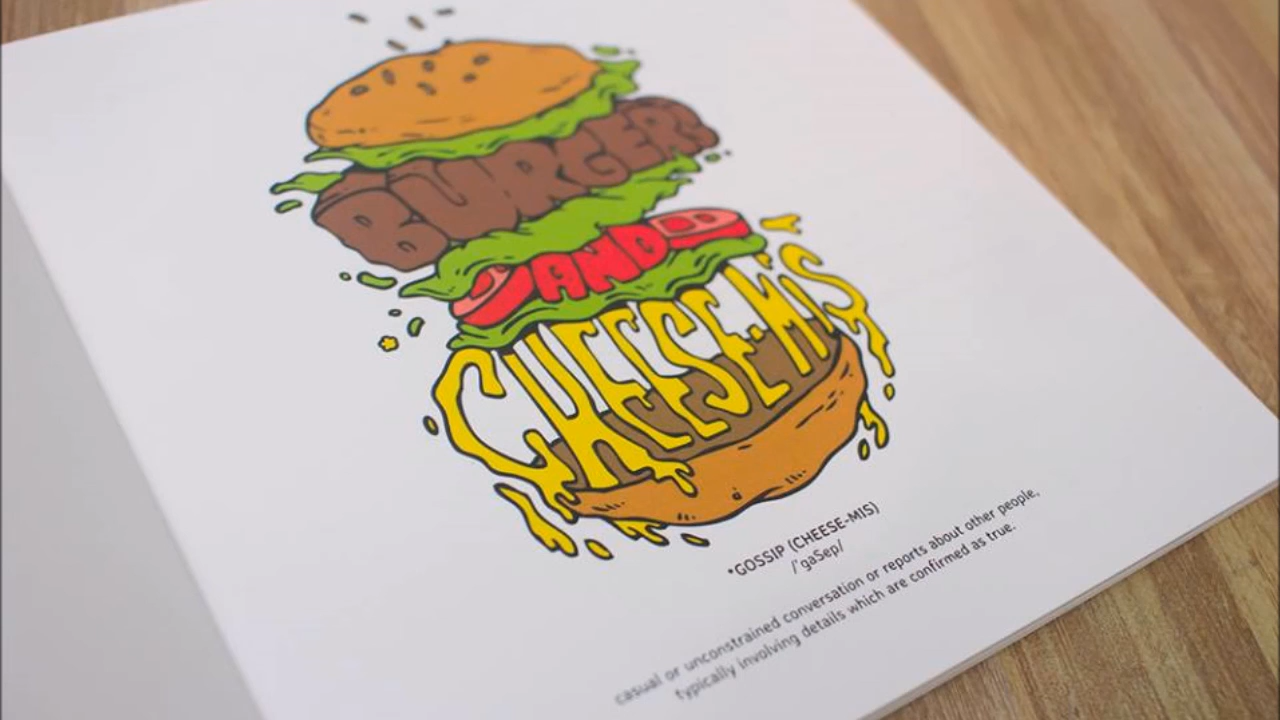 BURGERS
AND
CHEESE-MIS
*GOSSIP (CHEESE-MIS)
/'gaSep/
casual or unconstrained conversation or reports about other people,
typically involving details which are confirmed as true.